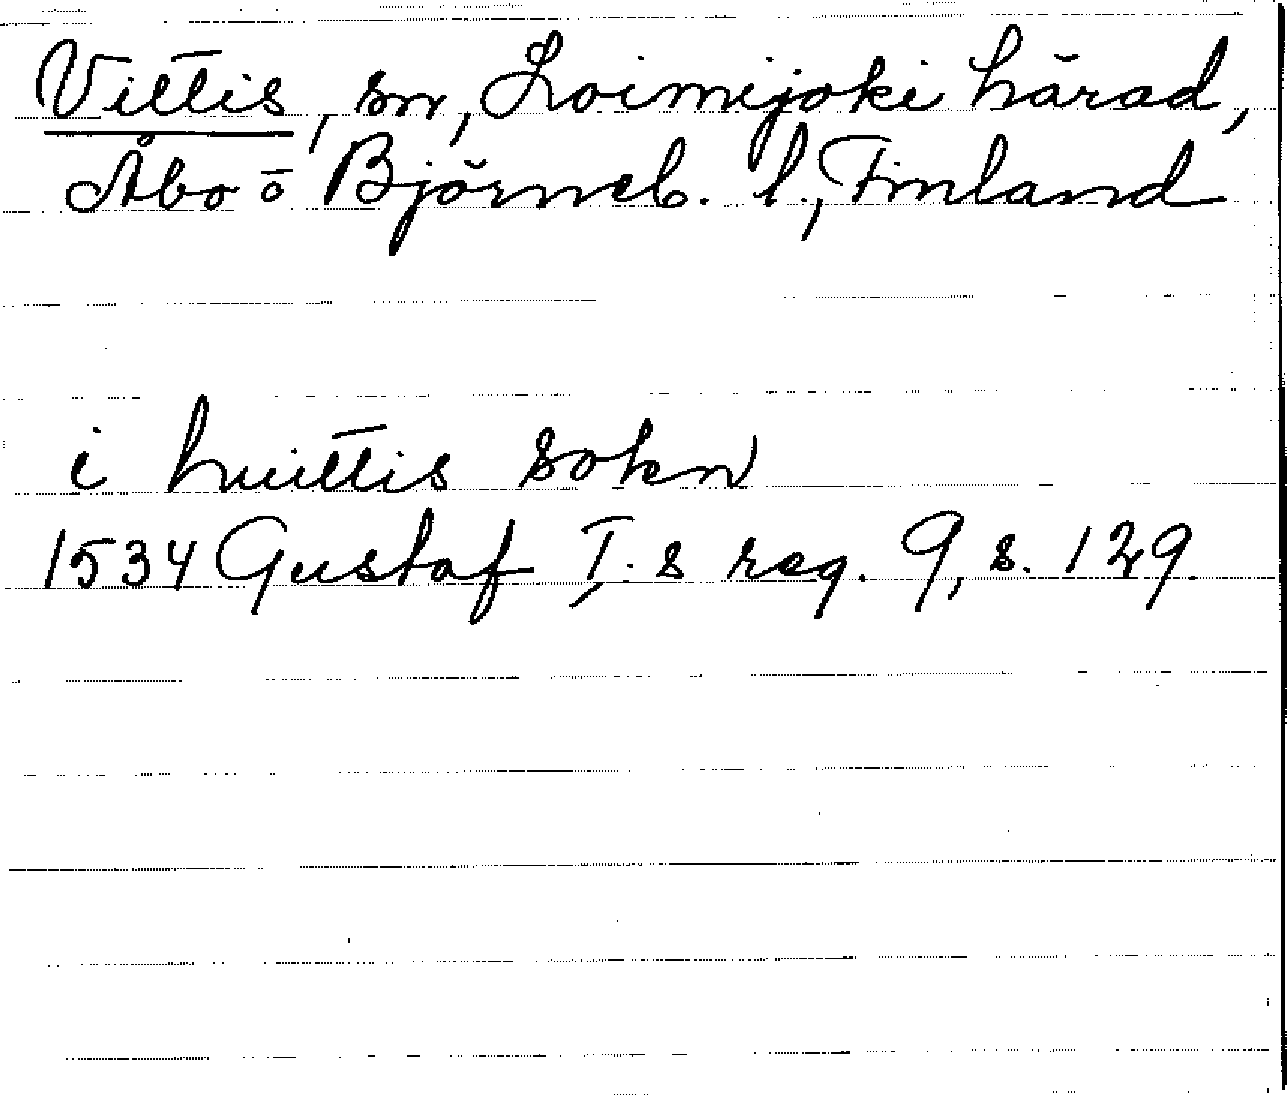 Vittis, sn, Loimijoki härad,
Åbo o Björneb. l., Finland
i huittis sokn
1534 Gustaf I. s reg. 9, s. 129.